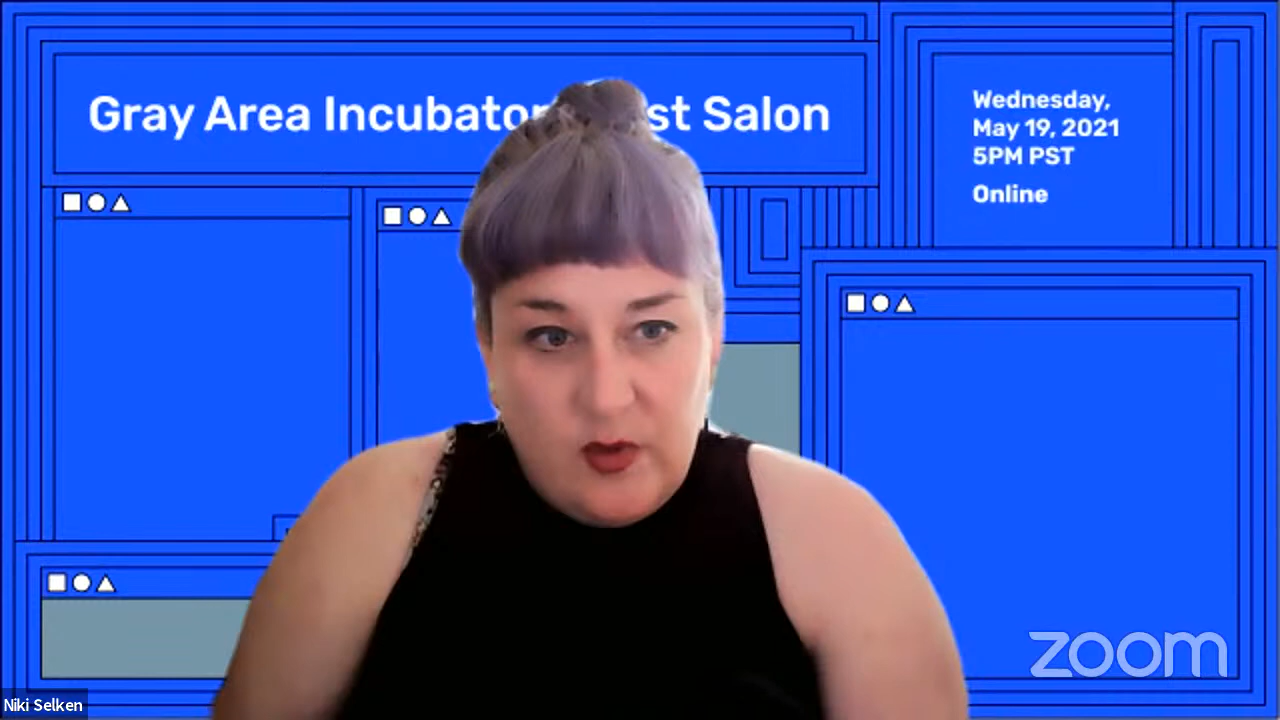 Gray Area Incubator st Salon
Wednesday,
May 19, 2021
5PM PST
Online
zoom
Niki Selken